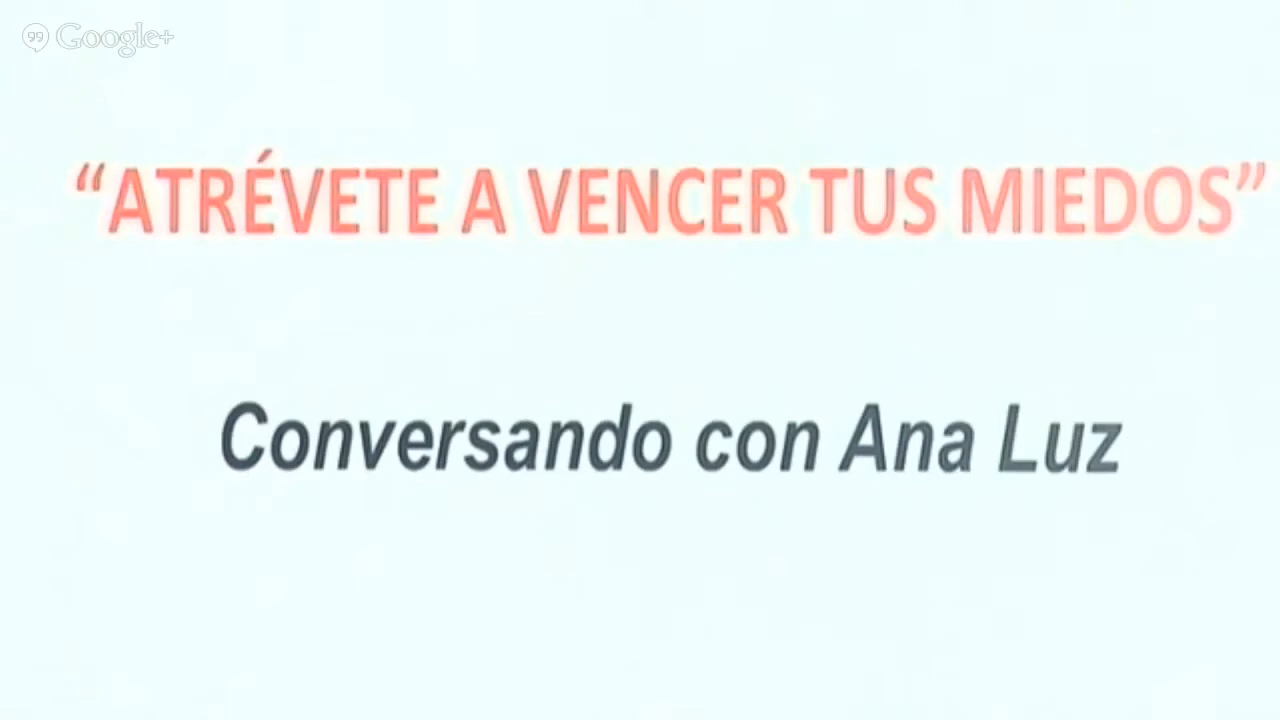 Google+
“ATRÉVETE A VENCER TUS MIEDOS”
Conversando con Ana Luz